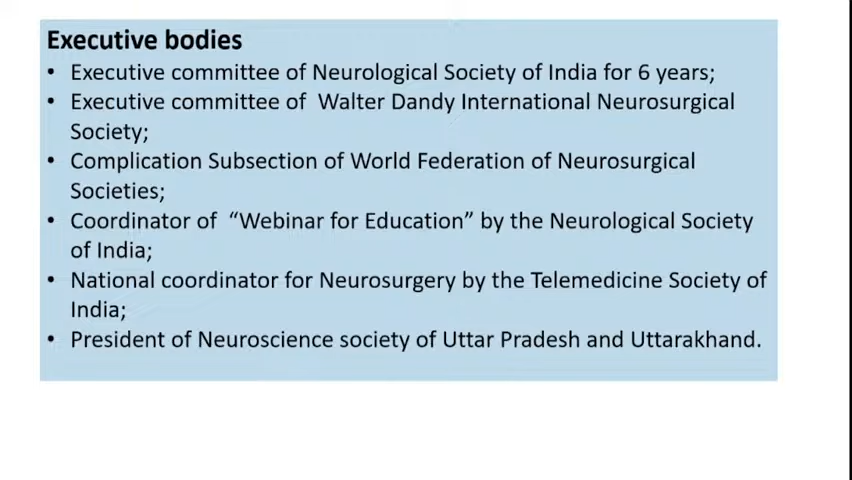 Executive bodies
• Executive committee of Neurological Society of India for 6 years;
• Executive committee of  Walter Dandy International Neurosurgical
Society;
• Complication Subsection of World Federation of Neurosurgical
Societies;
• Coordinator of  “Webinar for Education” by the Neurological Society
of India;
• National coordinator for Neurosurgery by the Telemedicine Society of
India;
• President of Neuroscience society of Uttar Pradesh and Uttarakhand.